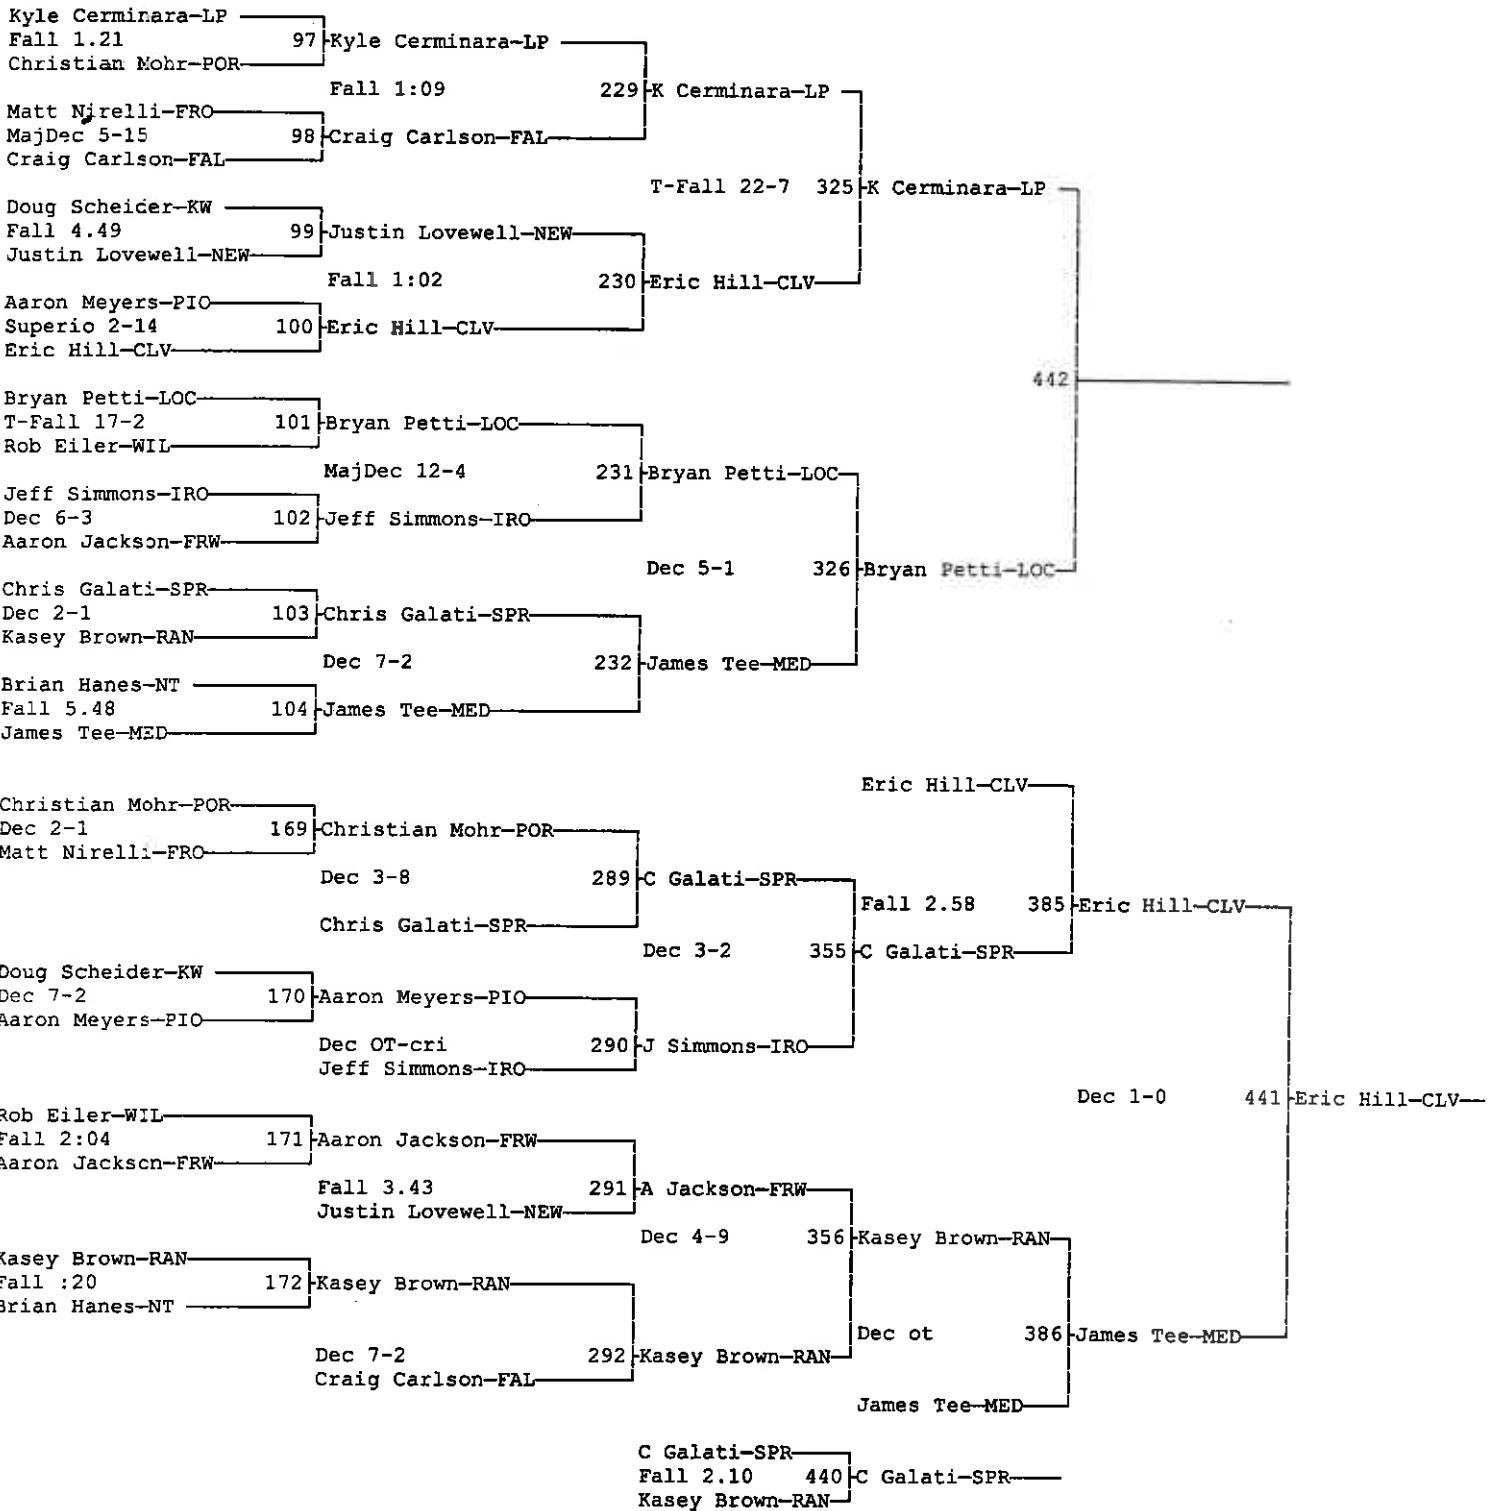 Kyle Cerminara-LP
Fall 1.21 97 Kyle Cerminara-LP
Christian Mohr-POR
Fall 1:09 229 K Cerminara-LP
Matt Nirelli-FRO
MajDec 5-15 98 Craig Carlson-FAL
Craig Carlson-FAL
T-Fall 22-7 325 K Cerminara-LP
Doug Scheider-KW
Fall 4.49 99 Justin Lovewell-NEW
Justin Lovewell-NEW
Fall 1:02 230 Eric Hill-CLV
Aaron Meyers-PIO
Superio 2-14 100 Eric Hill-CLV
Eric Hill-CLV
442
Bryan Petti-LOC
T-Fall 17-2 101 Bryan Petti-LOC
Rob Eiler-WIL
MajDec 12-4 231 Bryan Petti-LOC
Jeff Simmons-IRO
Dec 6-3 102 Jeff Simmons-IRO
Aaron Jackson-FRW
Dec 5-1 326 Bryan Petti-LOC
Chris Galati-SPR
Dec 2-1 103 Chris Galati-SPR
Kasey Brown-RAN
Dec 7-2 232 James Tee-MED
Brian Hanes-NT
Fall 5.48 104 James Tee-MED
James Tee-MED
Eric Hill-CLV
Christian Mohr-POR
Dec 2-1 169 Christian Mohr-POR
Matt Nirelli-FRO
Dec 3-8 289 C Galati-SPR
Fall 2.58 385 Eric Hill-CLV
Chris Galati-SPR
Dec 3-2 355 C Galati-SPR
Doug Scheider-KW
Dec 7-2 170 Aaron Meyers-PIO
Aaron Meyers-PIO
Dec OT-cri 290 J Simmons-IRO
Jeff Simmons-IRO
Dec 1-0 441 Eric Hill-CLV
Rob Eiler-WIL
Fall 2:04 171 Aaron Jackson-FRW
Aaron Jackson-FRW
Fall 3.43 291 A Jackson-FRW
Justin Lovewell-NEW
Dec 4-9 356 Kasey Brown-RAN
Kasey Brown-RAN
Fall :20 172 Kasey Brown-RAN
Brian Hanes-NT
Dec ot 386 James Tee-MED
Dec 7-2 292 Kasey Brown-RAN
Craig Carlson-FAL
James Tee-MED
C Galati-SPR
Fall 2.10 440 C Galati-SPR
Kasey Brown-RAN